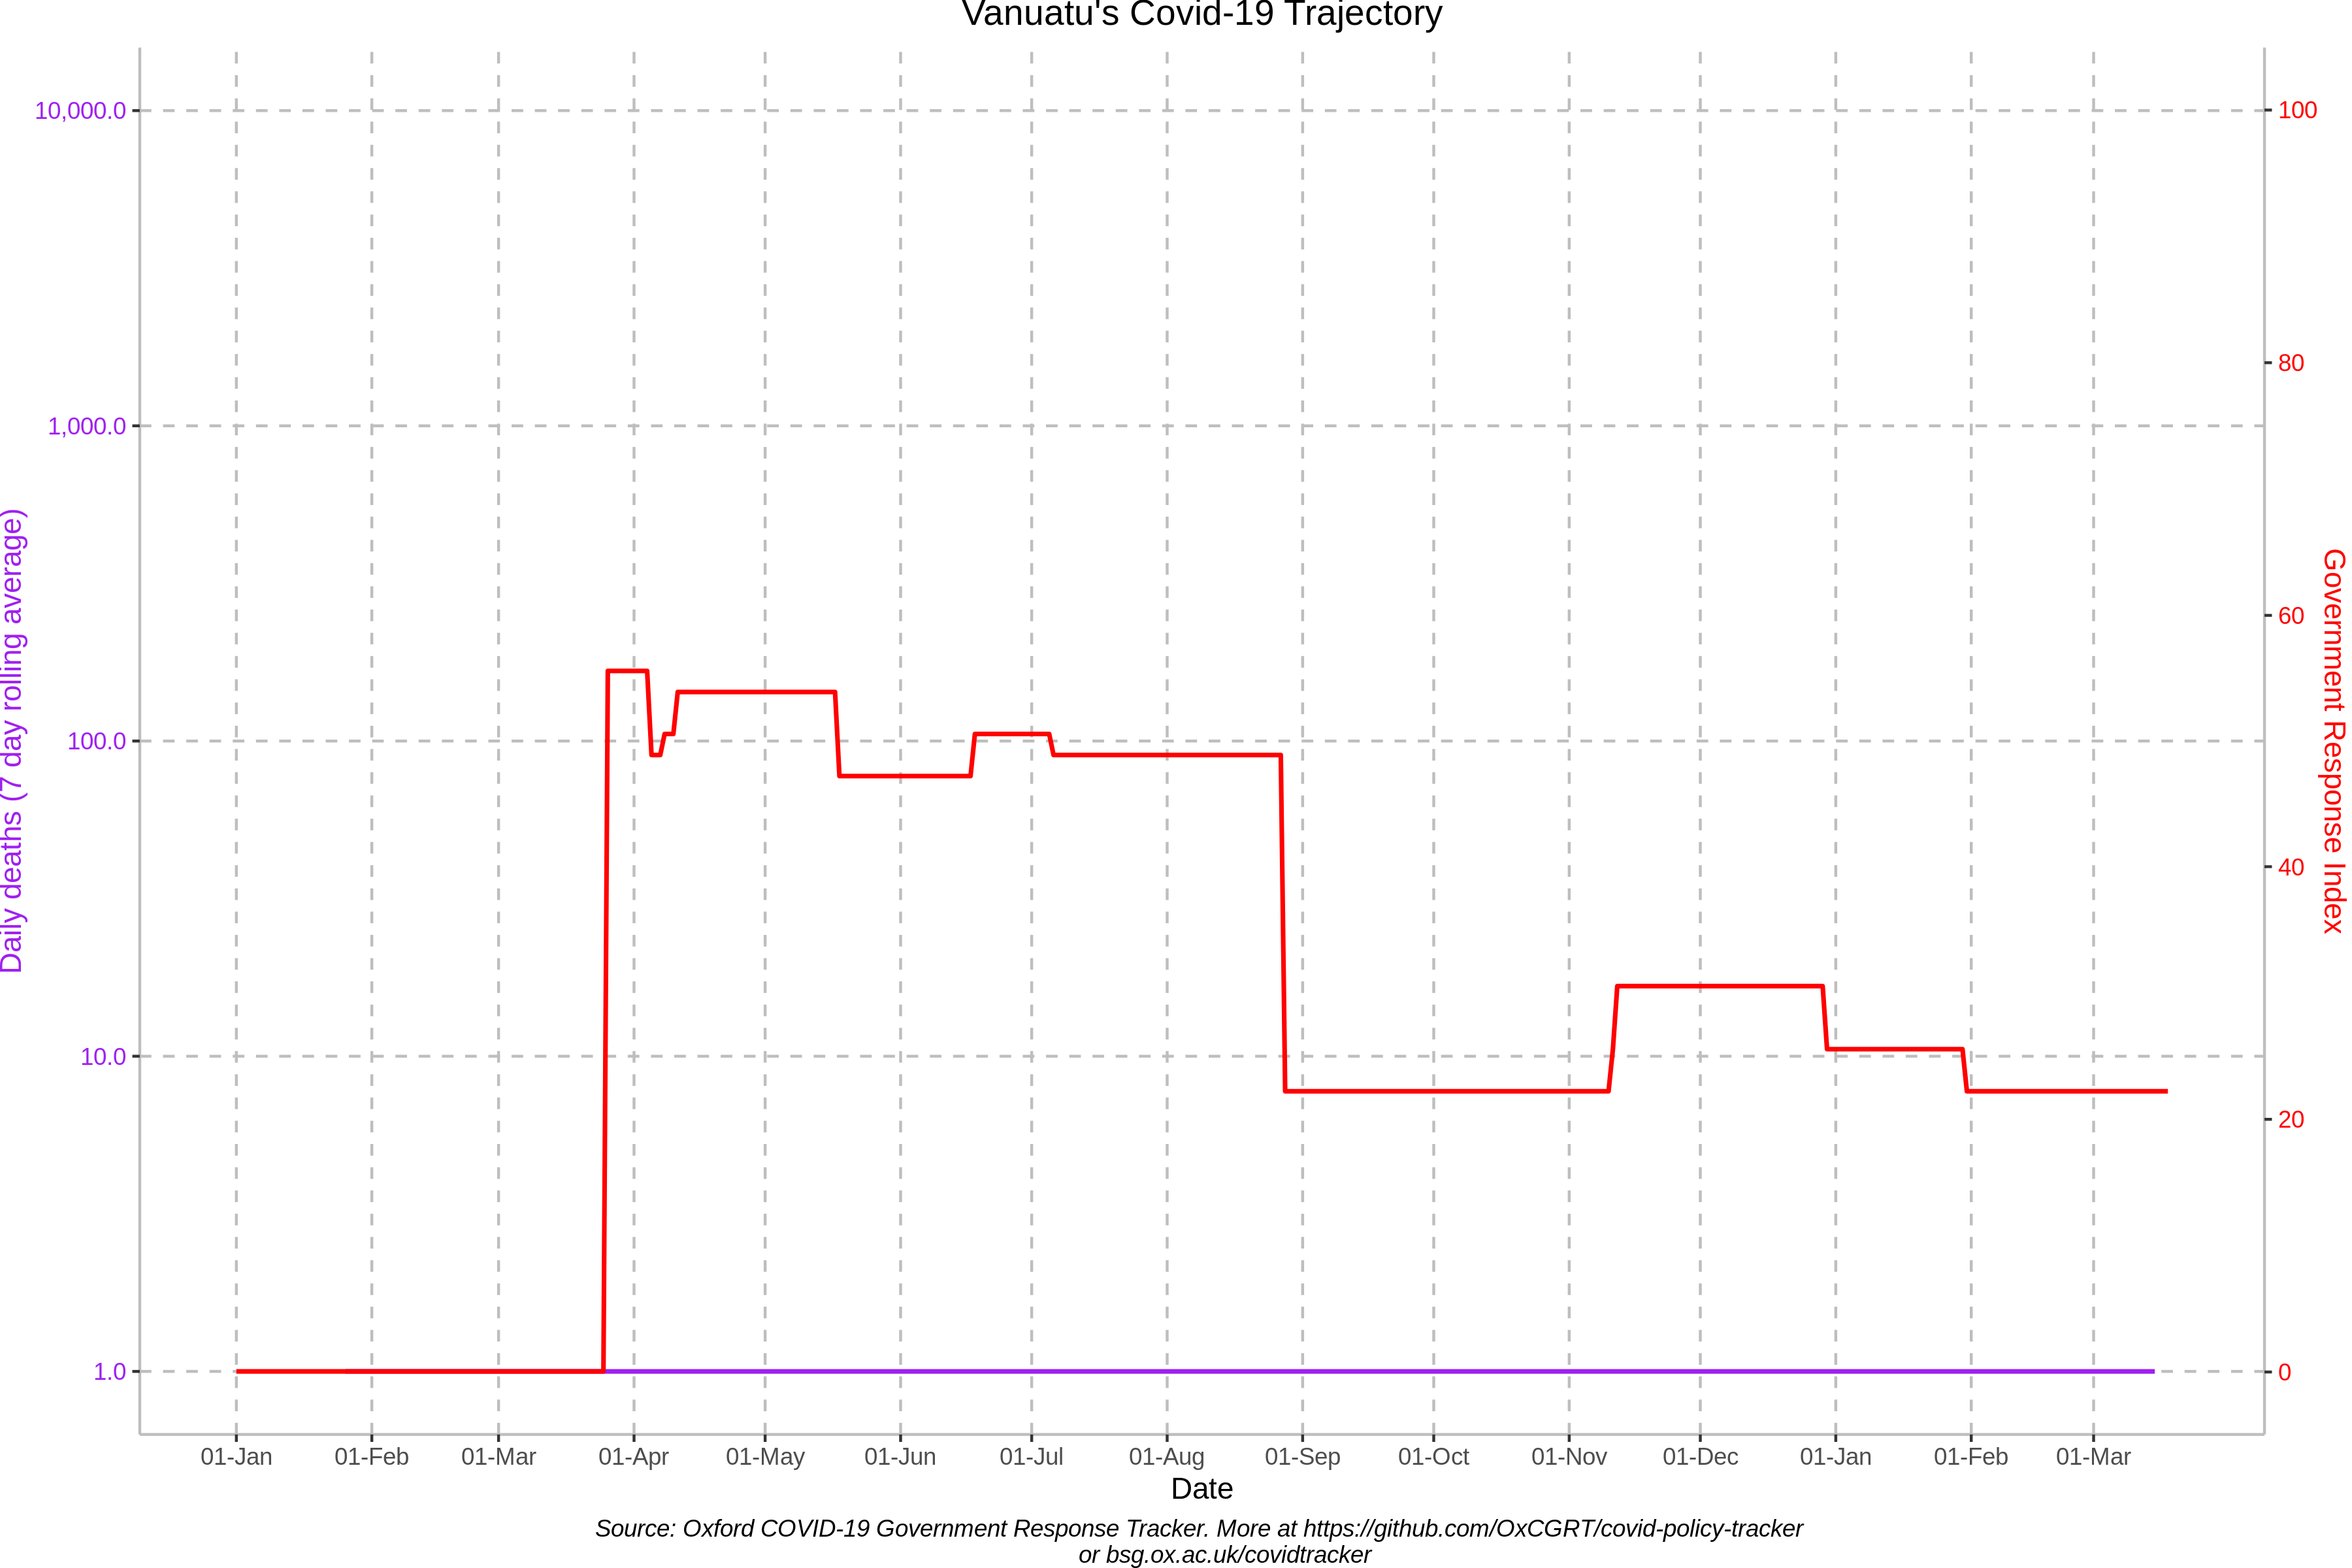 Vanuatu's Covid-19 Trajectory
10,000.0
1,000.0
100.0
10.0
1.0
Daily deaths (7 day rolling average)
100
80
60
40
20
0
Government Response Index
01-Jan 01-Feb 01-Mar 01-Apr 01-May 01-Jun 01-Jul 01-Aug 01-Sep 01-Oct 01-Nov 01-Dec 01-Jan 01-Feb 01-Mar
Date
Source: Oxford COVID-19 Government Response Tracker. More at https://github.com/OxCGRT/covid-policy-tracker
or bsg.ox.ac.uk/covidtracker